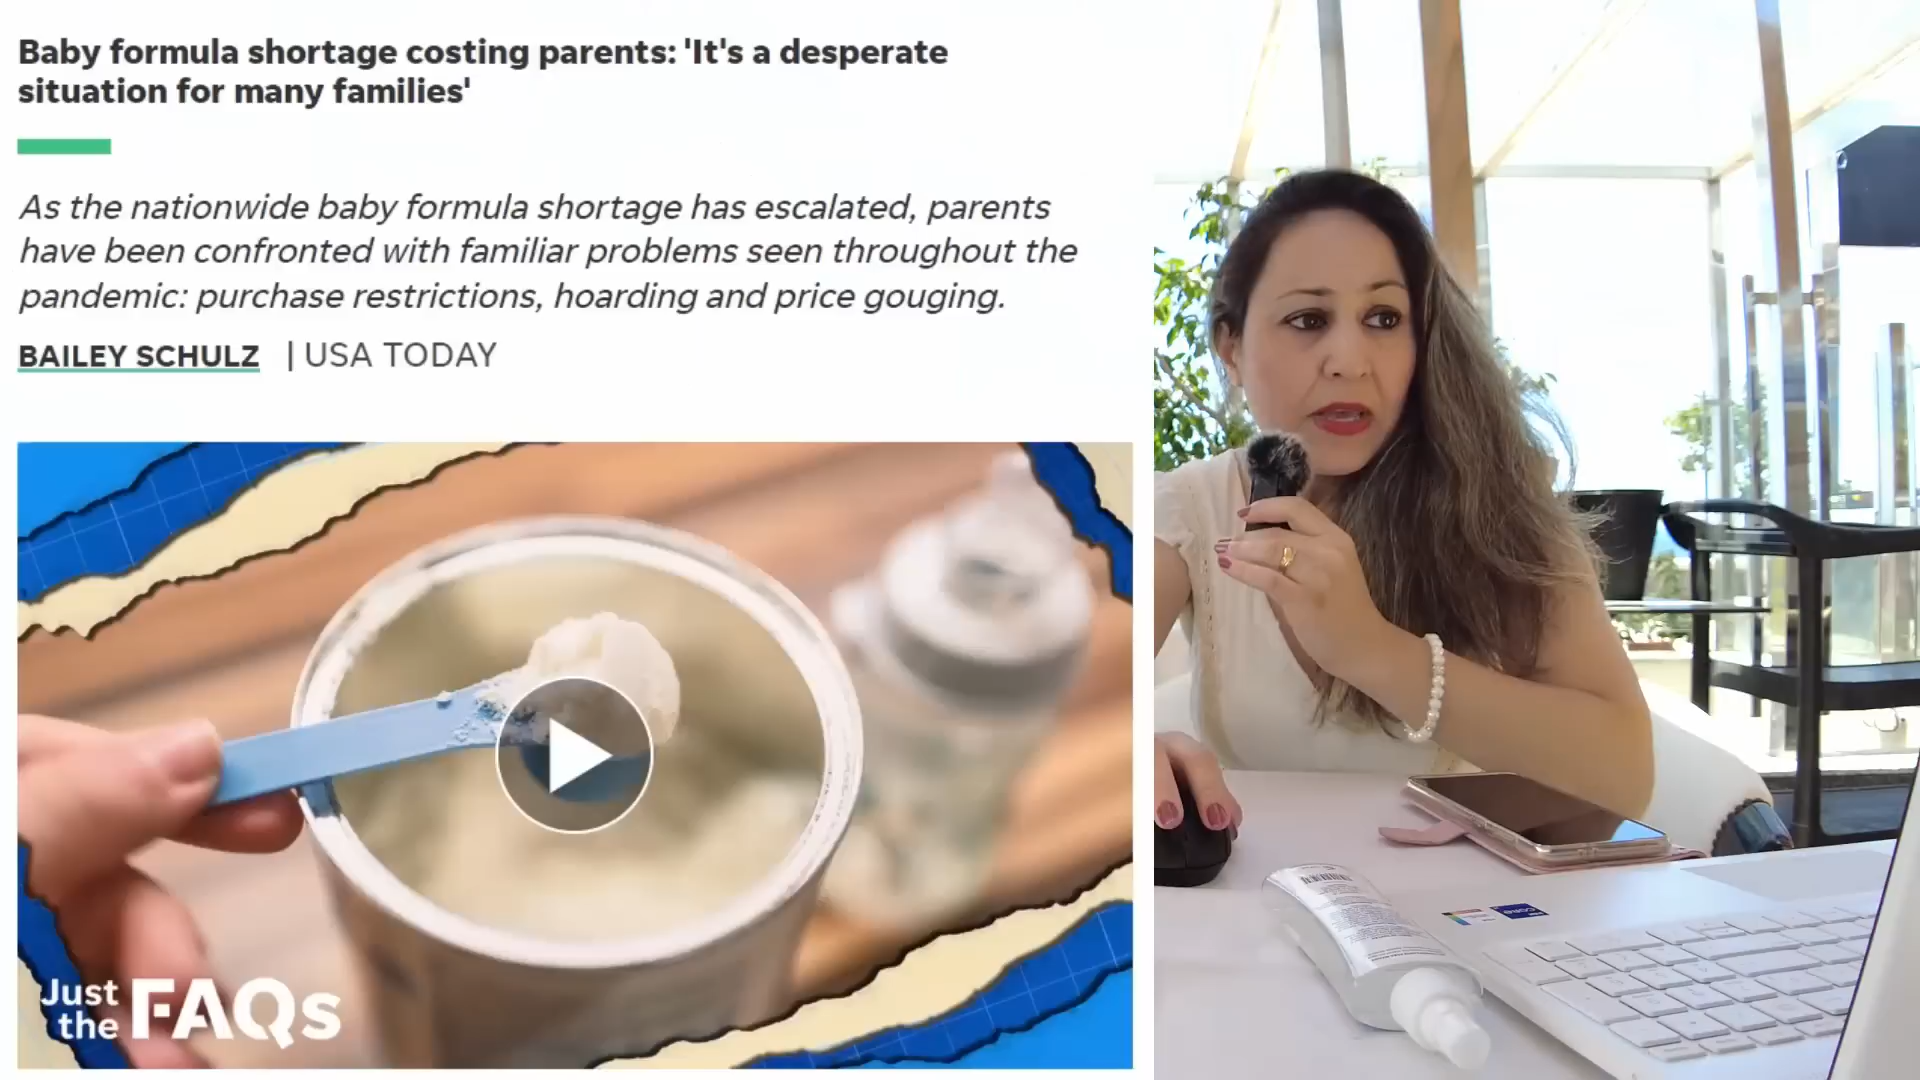 Baby formula shortage costing parents: 'It's a desperate
situation for many families'
As the nationwide baby formula shortage has escalated, parents
have been confronted with familiar problems seen throughout the
pandemic: purchase restrictions, hoarding and price gouging.
BAILEY SCHULZ | USA TODAY
Just
the FAQs
CORE